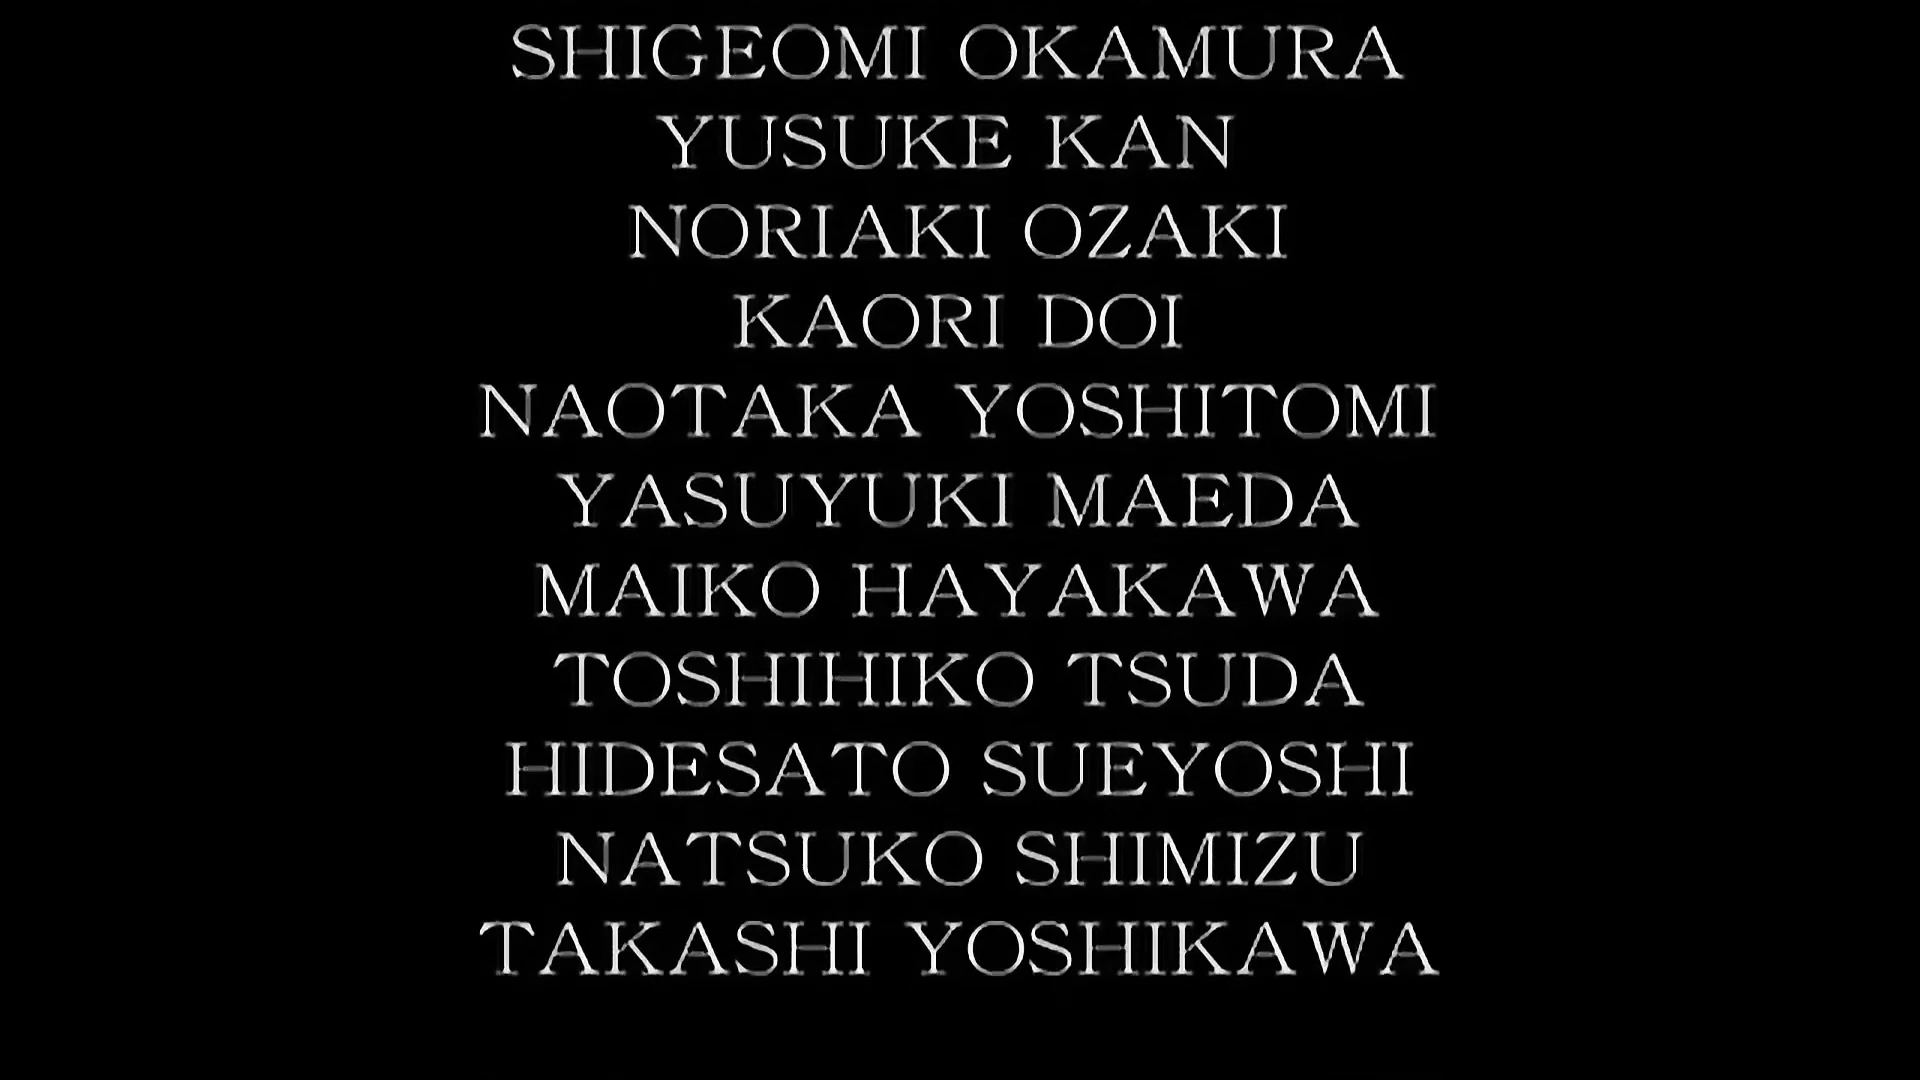 SHIGEOMI OKAMURA
YUSUKE KAN
NORIAKI OZAKI
KAORI DOI
NAOTAKA YOSHITOMI
YASUYUKI MAEDA
MAIKO HAYAKAWA
TOSHIHIKO TSUDA
HIDESATO SUEYOSHI
NATSUKO SHIMIZU
TAKASHI YOSHIKAWA